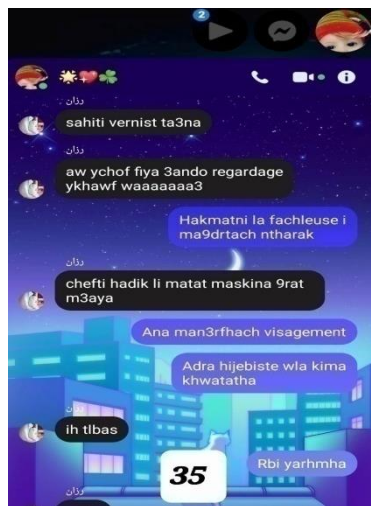 2
رزان
sahiti vernist ta3na
رزان
aw ychof fiya 3ando regardage
ykhawf waaaaaaa3
Hakmatni la fachleuse i
ma9drtach ntharak
رزان
chefti hadik li matat maskina 9rat
m3aya
Ana man3rfhach visagement
Adra hijebiste wla kima
khwatatha
رزان
ih tlbas
Rbi yarhmha
35
رزان